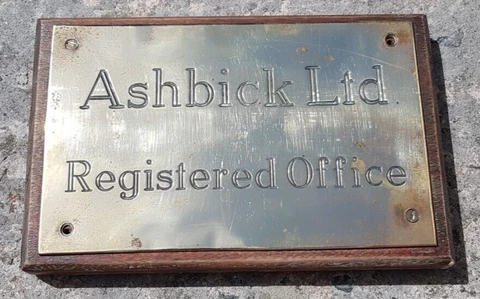 Ashbick Ltd
Registered Office